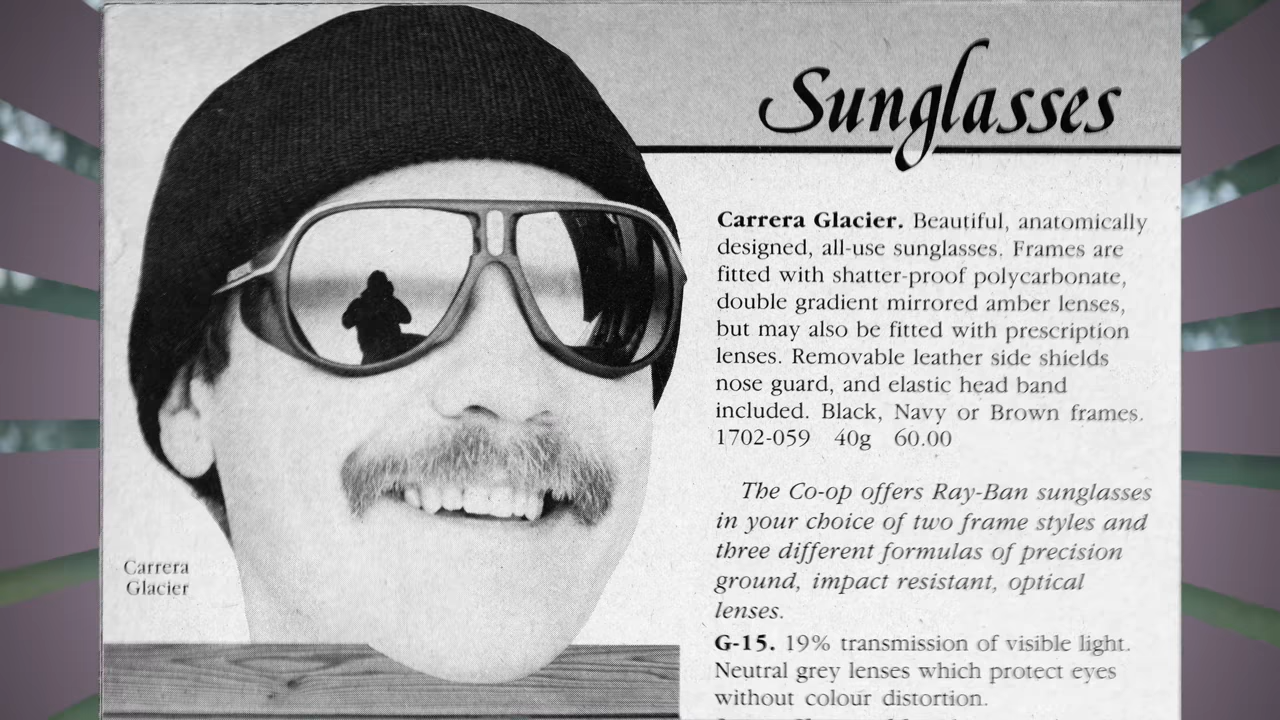 Sunglasses
Carrera Glacier. Beautiful, anatomically
designed, all-use sunglasses. Frames are
fitted with shatter-proof polycarbonate,
double gradient mirrored amber lenses,
but may also be fitted with prescription
lenses. Removable leather side shields
nose guard, and elastic head band
included. Black, Navy or Brown frames.
1702-059 40g 60.00
The Co-op offers Ray-Ban sunglasses
in your choice of two frame styles and
three different formulas of precision
ground, impact resistant, optical
lenses.
G-15. 19% transmission of visible light.
Neutral grey lenses which protect eyes
without colour distortion.
Carrera
Glacier